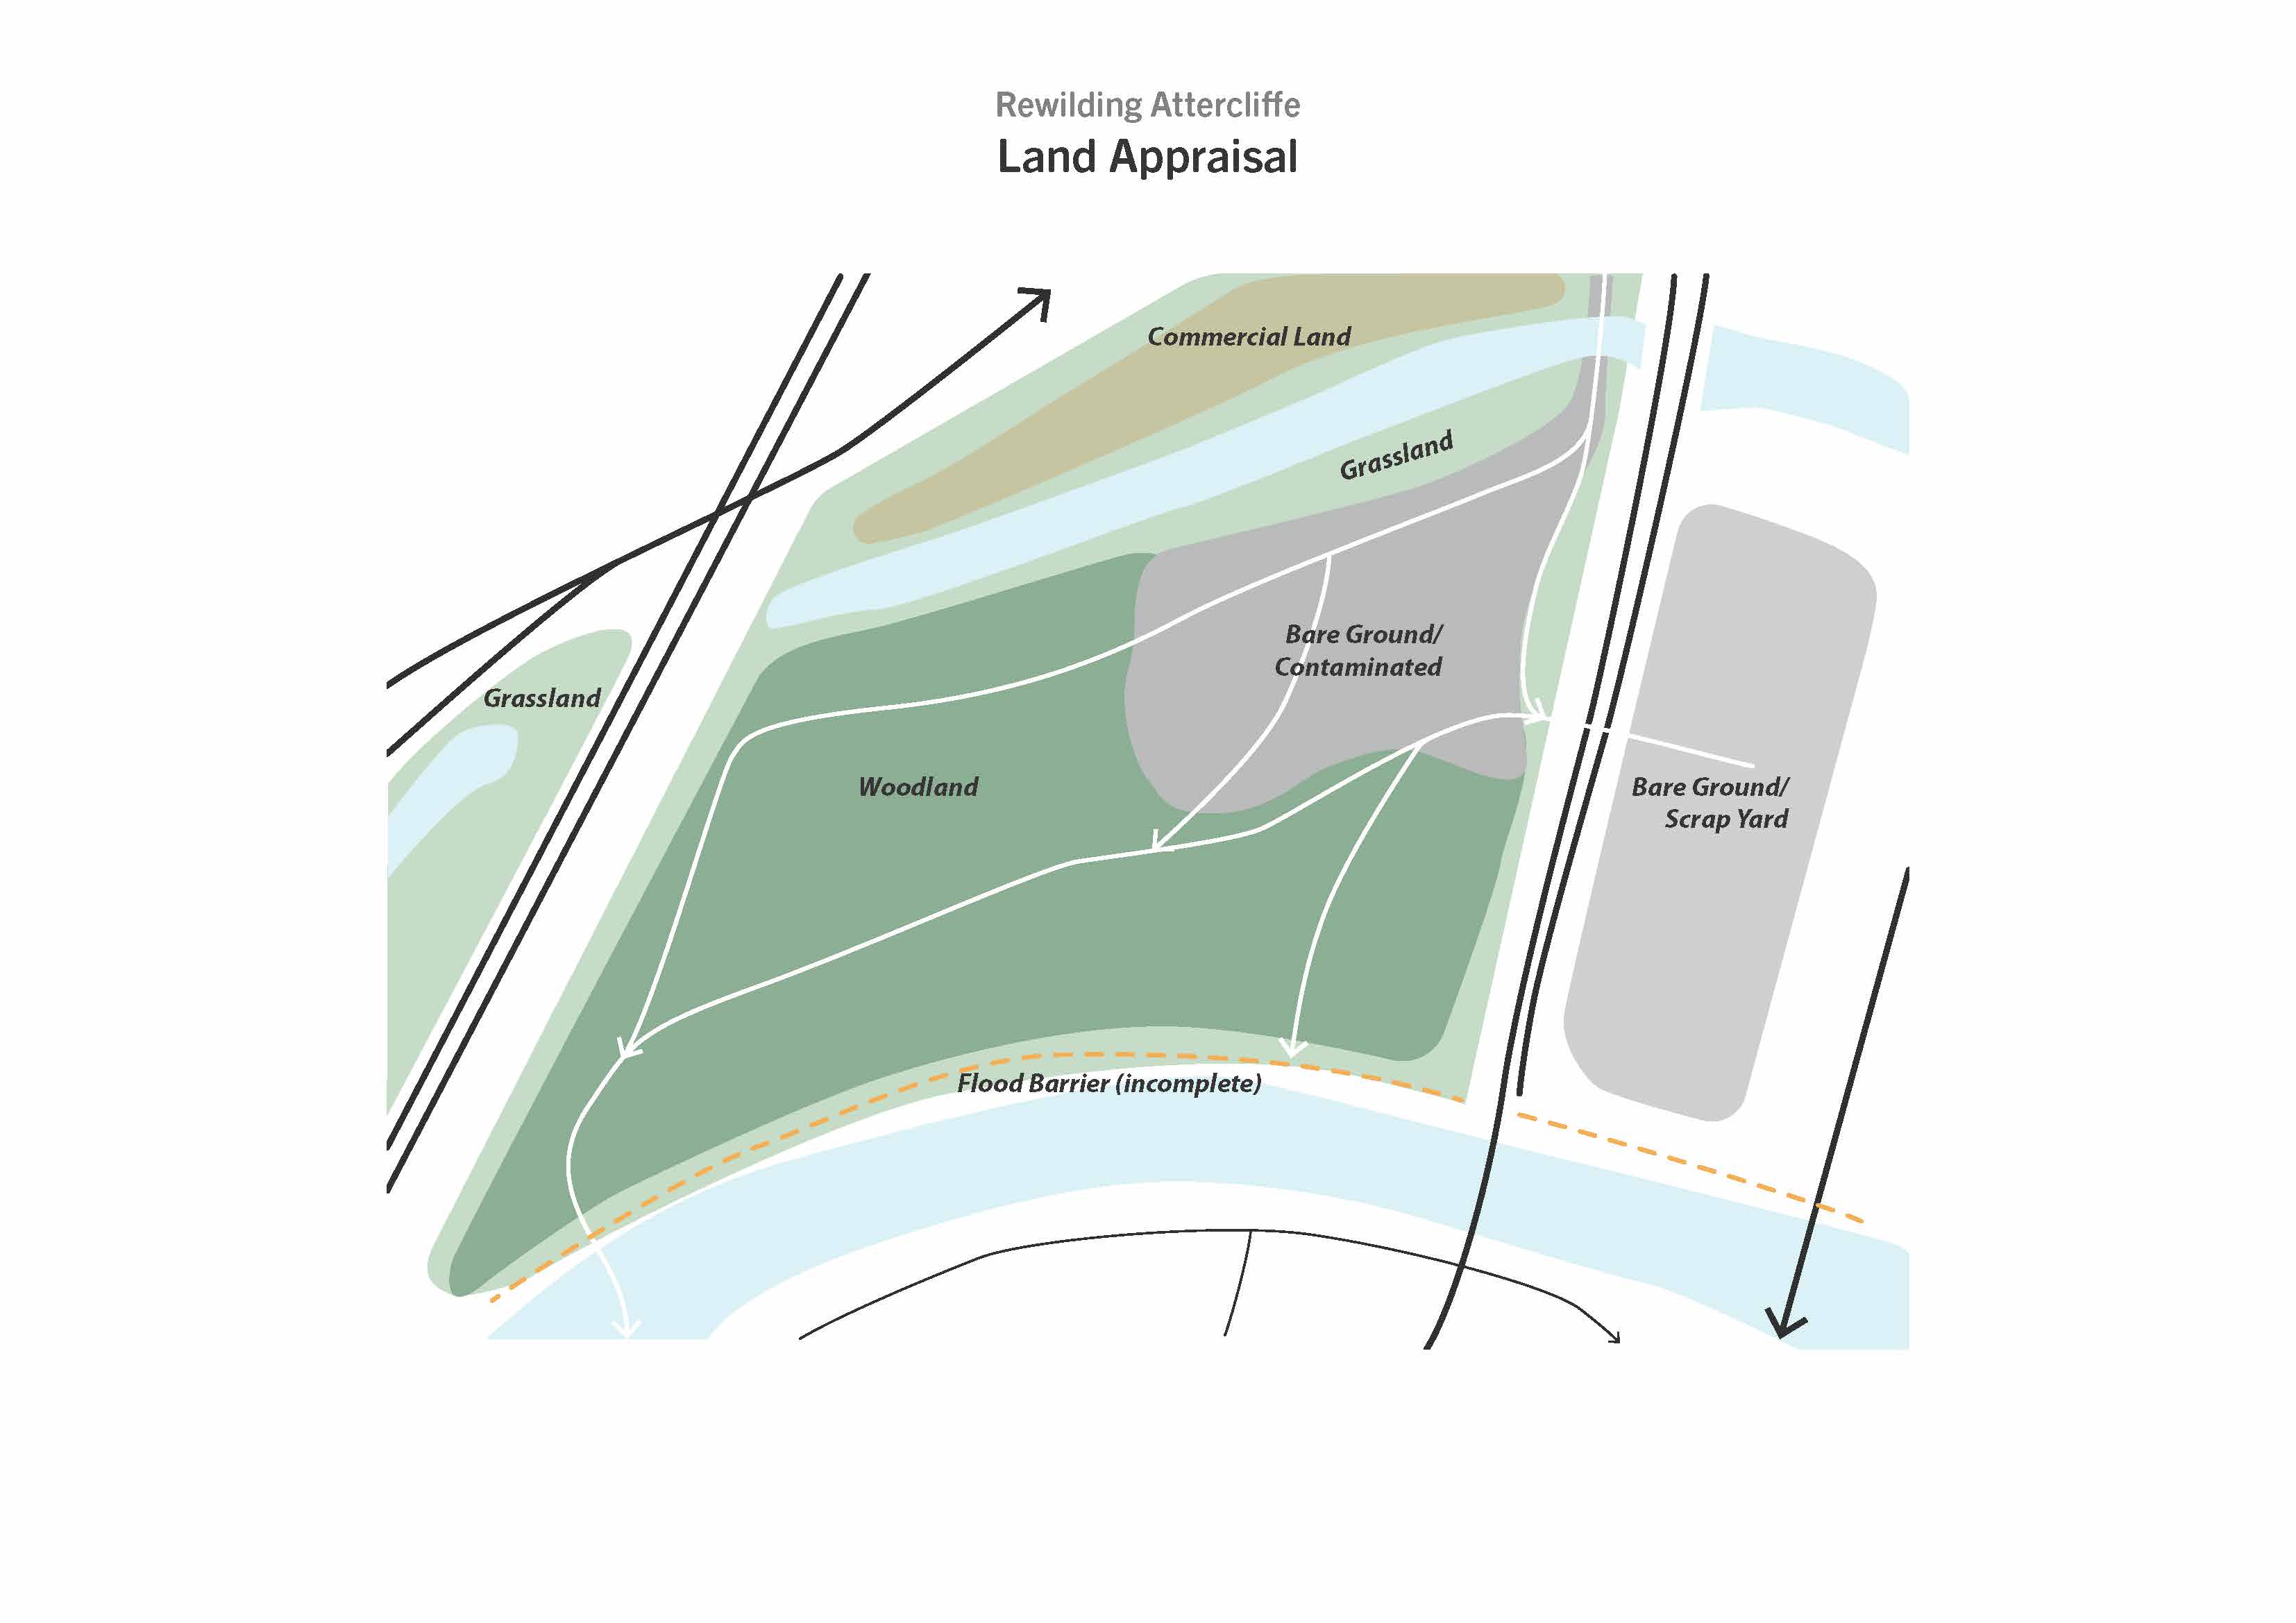 Rewilding Attercliffe
Land Appraisal
Commercial Land
Grassland
Bare Ground/
Contaminated
Grassland
Woodland
Bare Ground/
Scrap Yard
Flood Barrier (incomplete)